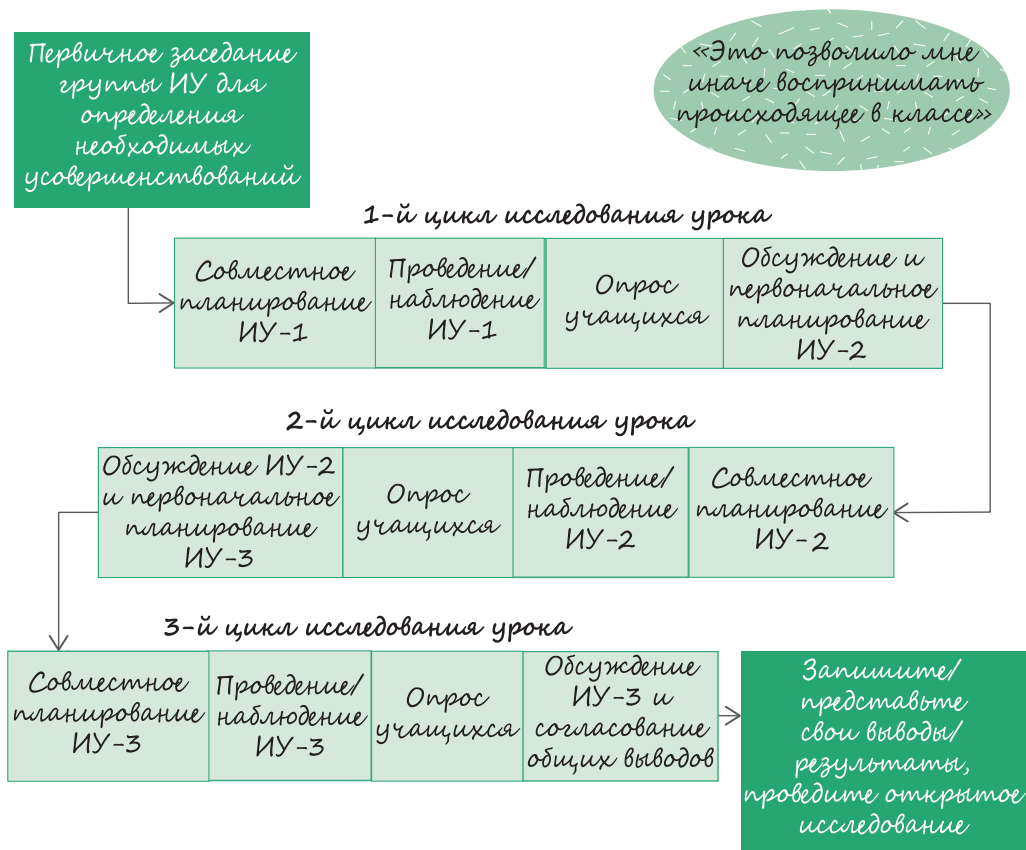 Первичное заседание
группы ИУ для
определения
необходимых
усовершенствований
«Это позволило мне
иначе воспринимать
происходящее в классе»
1-й цикл исследования урока
Совместное
планирование
ИУ-1
Проведение/
наблюдение
ИУ-1
Опрос
учащихся
Обсуждение и
первоначальное
планирование
ИУ-2
2-й цикл исследования урока
Обсуждение ИУ-2
и первоначальное
планирование
ИУ-3
Опрос
учащихся
Проведение/
наблюдение
ИУ-2
Совместное
планирование
ИУ-2
3-й цикл исследования урока
Совместное
планирование
ИУ-3
Проведение/
наблюдение
ИУ-3
Опрос
учащихся
Обсуждение
ИУ-3 и
согласование
общих выводов
Запишите/
представьте
свои выводы/
результаты,
проведите открытое
исследование